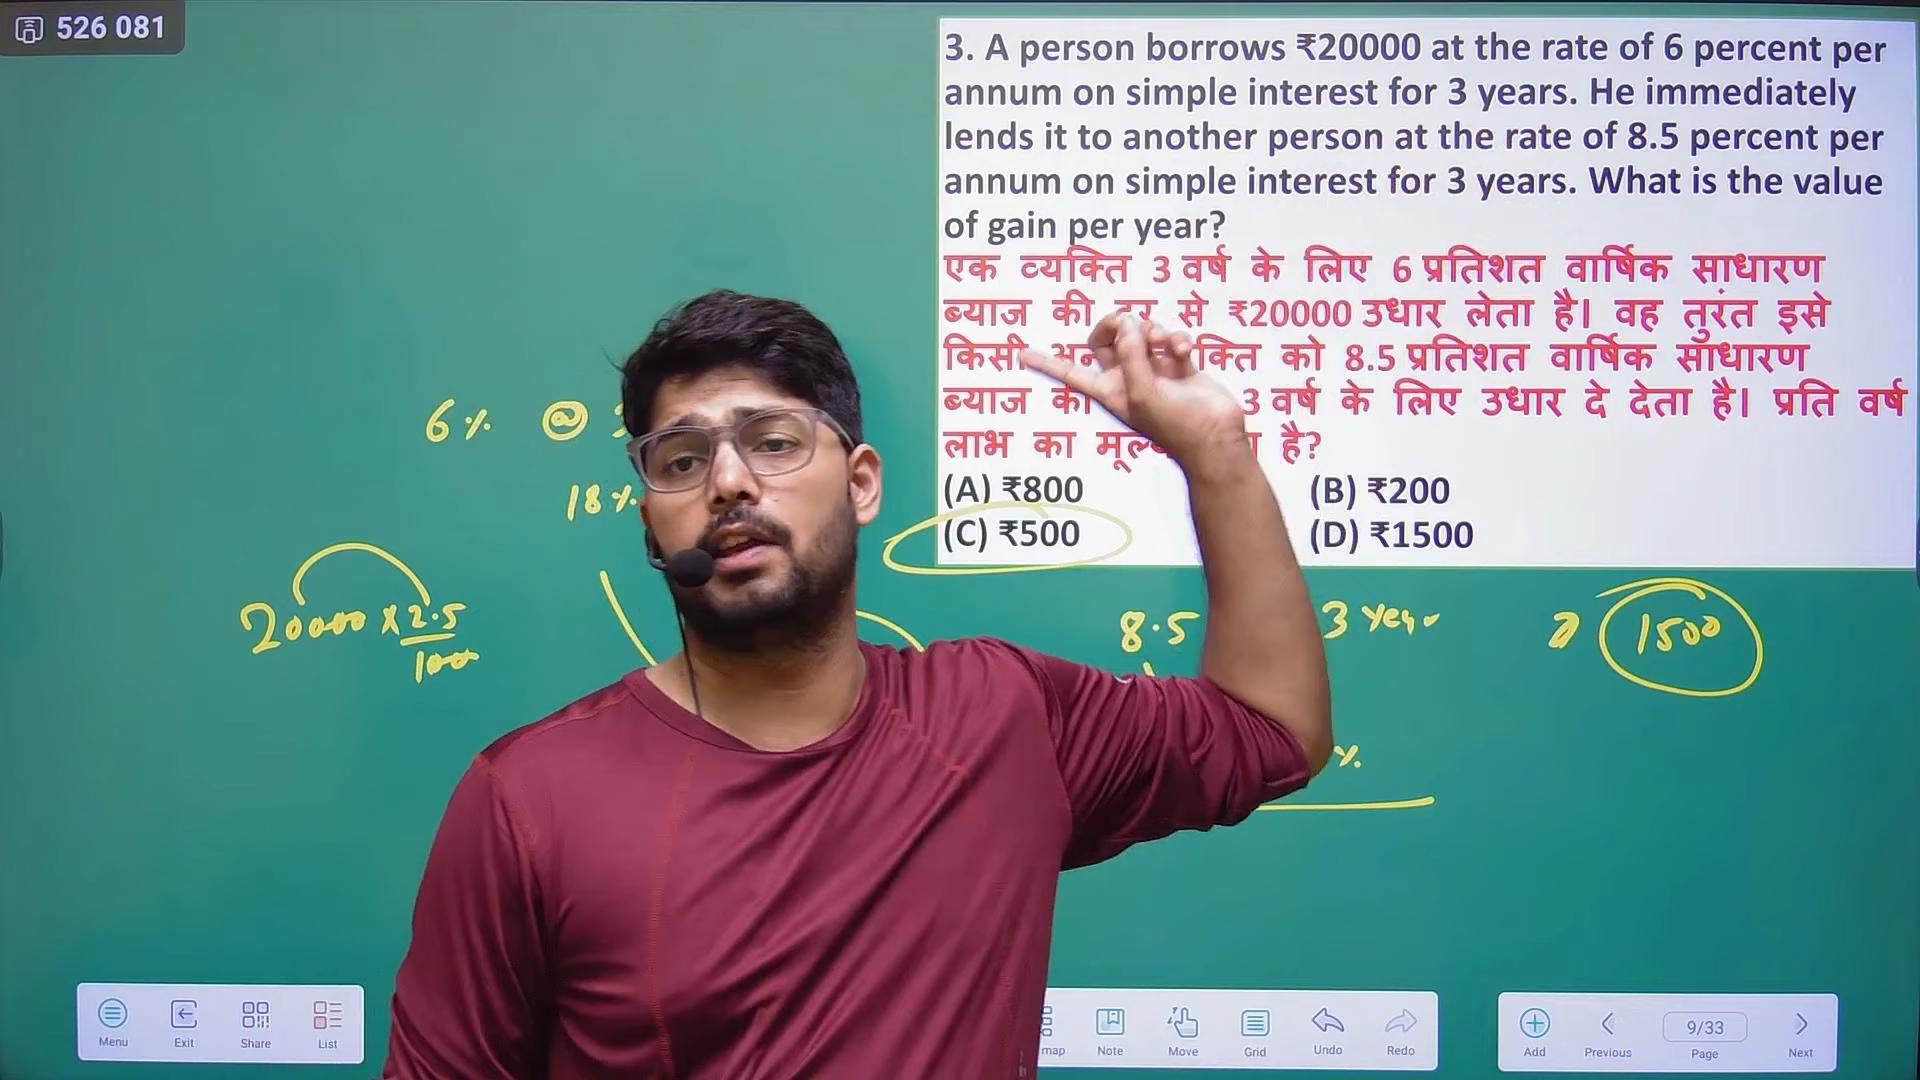 526 081
3. A person borrows ₹20000 at the rate of 6 percent per
annum on simple interest for 3 years. He immediately
lends it to another person at the rate of 8.5 percent per
annum on simple interest for 3 years. What is the value
of gain per year?
एक व्यक्ति 3 वर्ष के लिए 6 प्रतिशत वार्षिक साधारण
ब्याज की दर से ₹20000 उधार लेता है। वह तुरंत इसे
किसी को 8.5 प्रतिशत वार्षिक साधारण
ब्याज 3 वर्ष के लिए उधार दे देता है। प्रति वर्ष
लाभ का है?
(A) ₹800 (B) ₹200
(C) ₹500 (D) ₹1500
6% @
18%
20000 × 2.5/100
8.5 3 year 1500
%
Menu Exit Share List
map Note Move Grid Undo Redo
Add Previous 9/33 Page Next